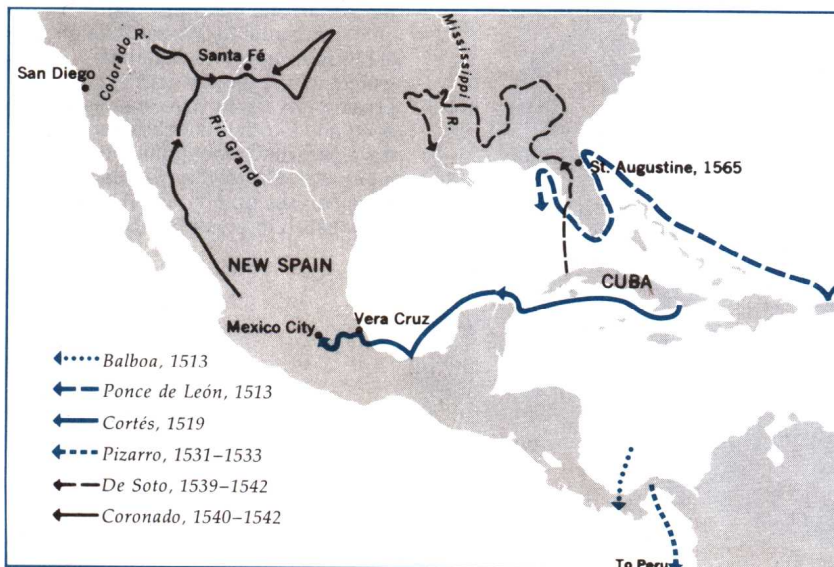 Colorado R.
Santa Fé
San Diego
Mississippi
R.
Rio Grande
St. Augustine, 1565
NEW SPAIN
CUBA
Mexico City
Vera Cruz
Balboa, 1513
Ponce de León, 1513
Cortés, 1519
Pizarro, 1531–1533
De Soto, 1539–1542
Coronado, 1540–1542
To Peru